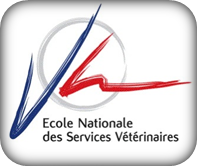 Ecole Nationale
des Services Vétérinaires